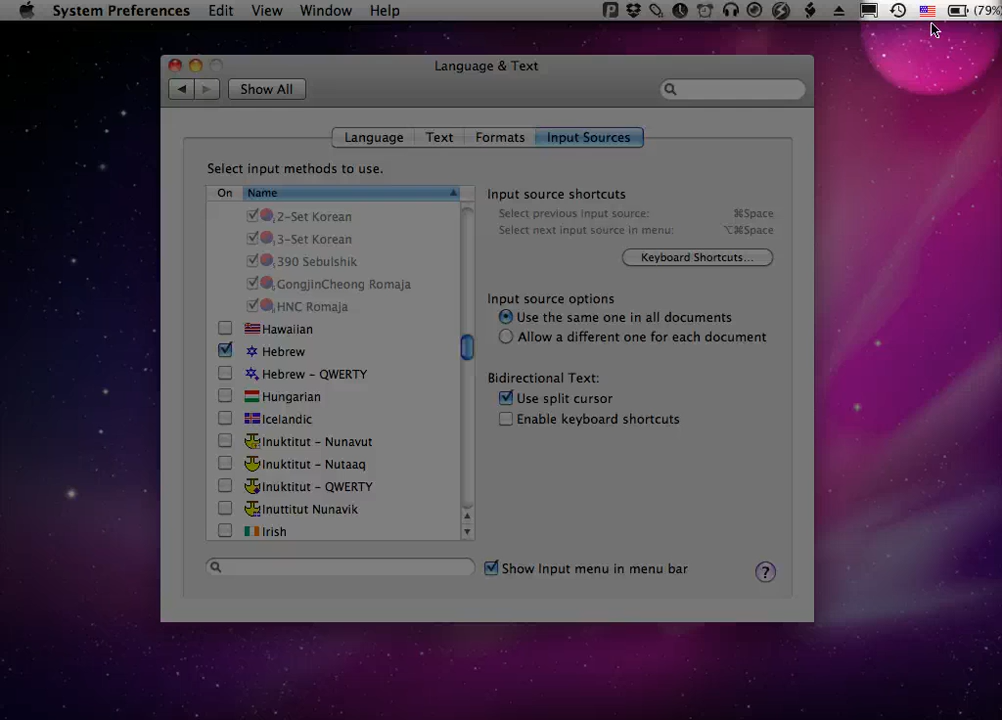 System Preferences Edit View Window Help (79%
Language & Text
Show All
Language Text Formats Input Sources
Select input methods to use.
On Name
2-Set Korean
3-Set Korean
390 Sebulshik
GongjinCheong Romaja
HNC Romaja
Hawaiian
Hebrew
Hebrew - QWERTY
Hungarian
Icelandic
Inuktitut - Nunavut
Inuktitut - Nutaaq
Inuktitut - QWERTY
Inuttitut Nunavik
Irish
Input source shortcuts
Select previous input source: ⌘Space
Select next input source in menu: ⌥⌘Space
Keyboard Shortcuts...
Input source options
Use the same one in all documents
Allow a different one for each document
Bidirectional Text:
Use split cursor
Enable keyboard shortcuts
Show Input menu in menu bar
?